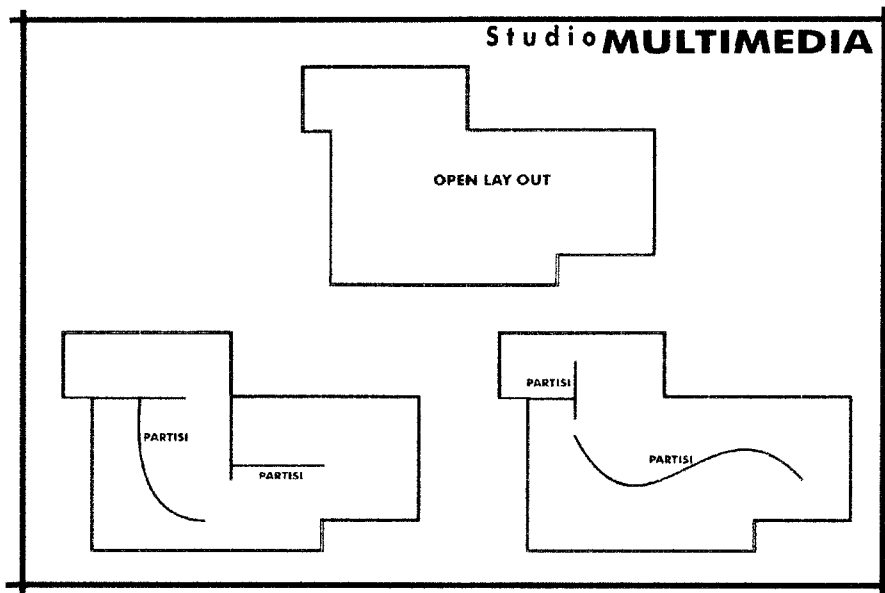 Studio MULTIMEDIA
OPEN LAY OUT
PARTISI
PARTISI
PARTISI
PARTISI